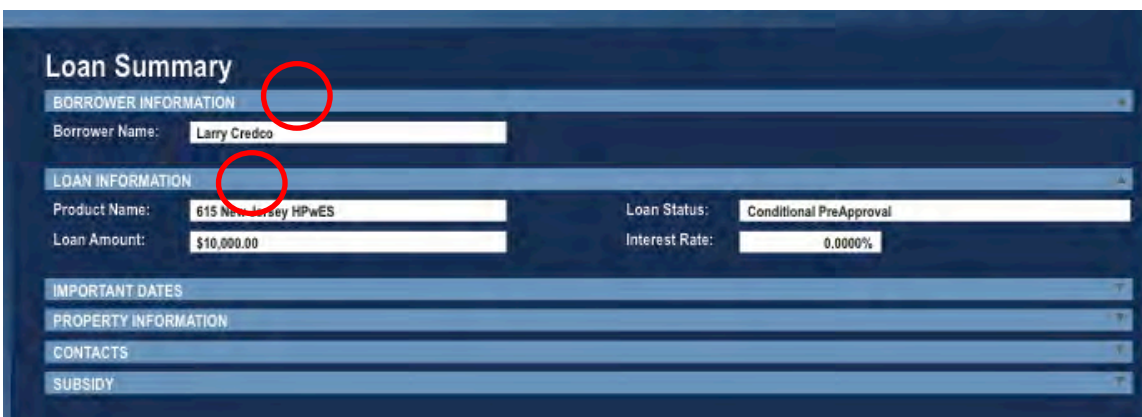 Loan Summary
BORROWER INFORMATION
Borrower Name: Larry Credco
LOAN INFORMATION
Product Name: 615 New Jersey HPwES Loan Status: Conditional PreApproval
Loan Amount: $10,000.00 Interest Rate: 0.0000%
IMPORTANT DATES
PROPERTY INFORMATION
CONTACTS
SUBSIDY